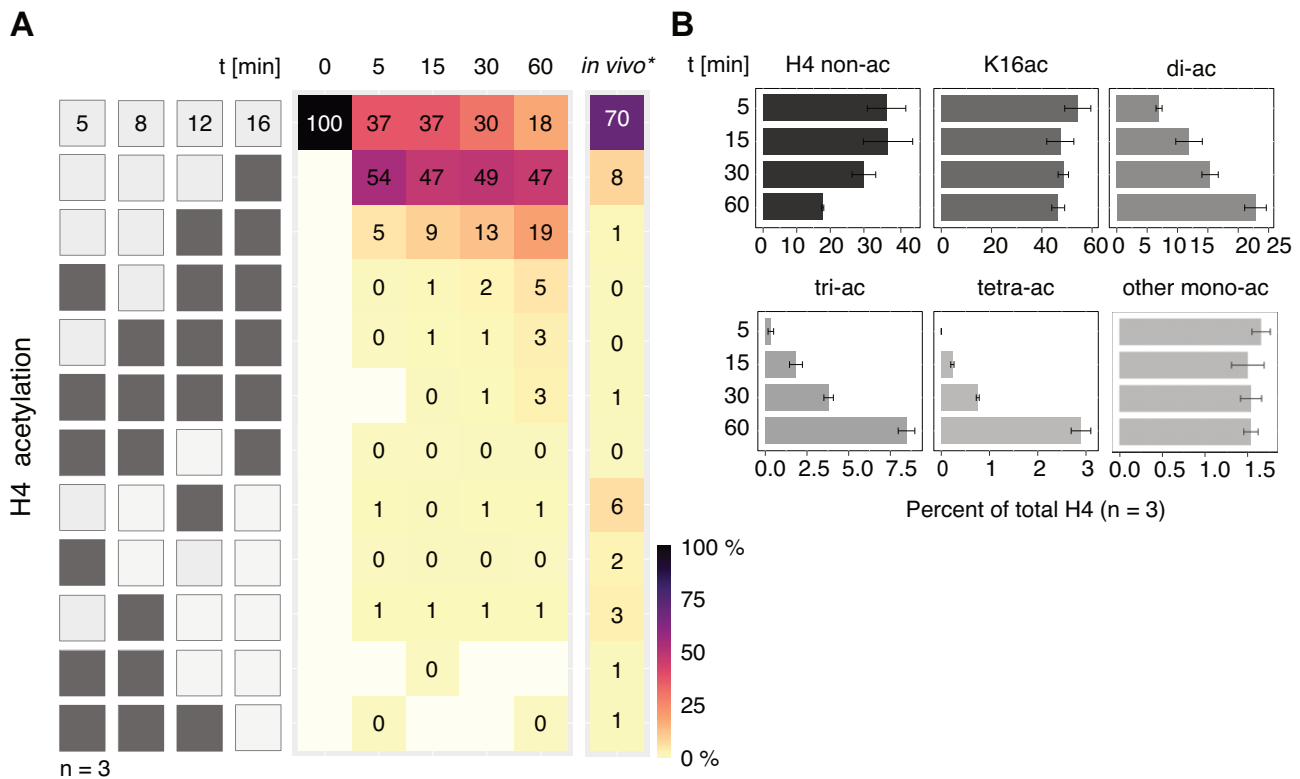 A
t [min] 0 5 15 30 60 in vivo*
5 8 12 16 100 37 37 30 18 70
54 47 49 47 8
5 9 13 19 1
0 1 2 5 0
0 1 1 3 0
0 1 3 1
0 0 0 0 0
1 0 1 1 6
0 0 0 0 2
1 1 1 1 3
0 1
0 0 1
H4 acetylation
n = 3
100 %
75
50
25
0 %
B
t [min] H4 non-ac K16ac di-ac
5
15
30
60
0 10 20 30 40 0 20 40 60 0 5 10 15 20 25
tri-ac tetra-ac other mono-ac
5
15
30
60
0.0 2.5 5.0 7.5 0 1 2 3 0.0 0.5 1.0 1.5
Percent of total H4 (n = 3)